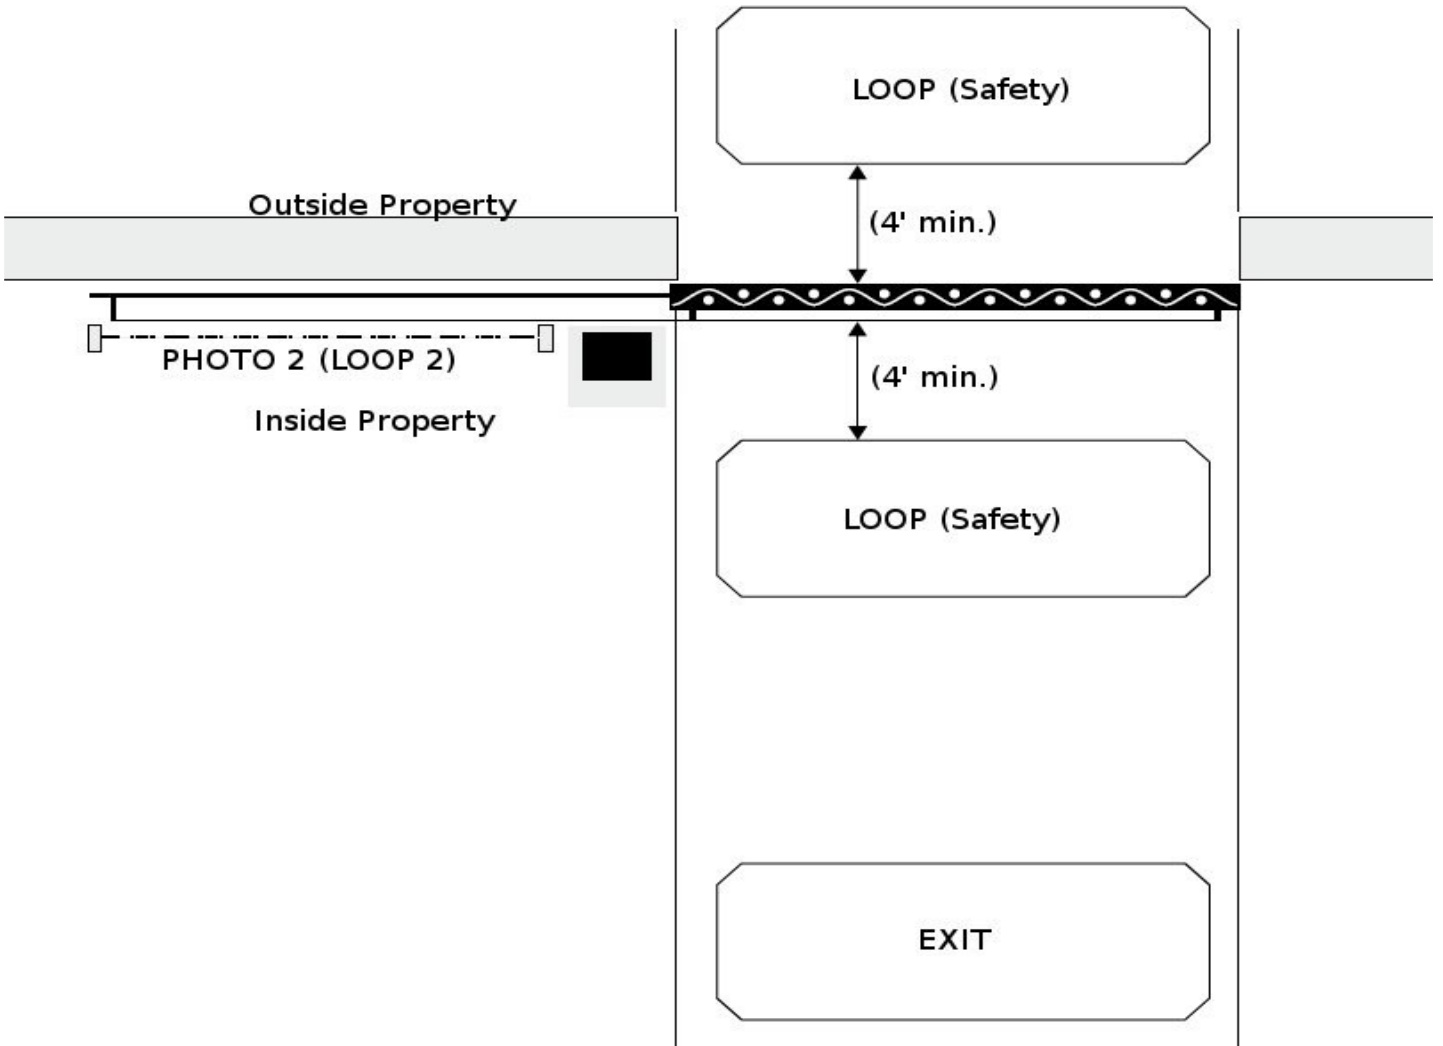 LOOP (Safety)
Outside Property
(4' min.)
PHOTO 2 (LOOP 2)
(4' min.)
Inside Property
LOOP (Safety)
EXIT